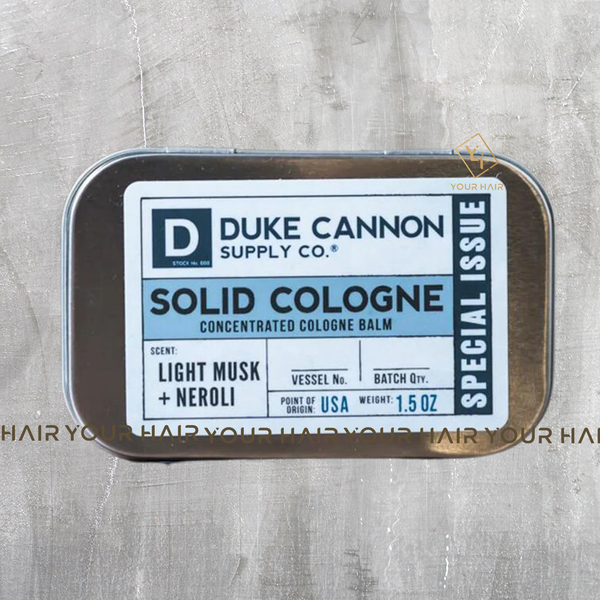 YOUR HAIR
D
STOCK No. 666
DUKE CANNON
SUPPLY CO.®
SPECIAL ISSUE
SOLID COLOGNE
CONCENTRATED COLOGNE BALM
SCENT:
LIGHT MUSK
+ NEROLI
VESSEL No.
BATCH QTY.
POINT OF
ORIGIN: USA
WEIGHT: 1.5 OZ
HAIR YOUR HAIR YOUR HAIR YOUR HAIR YOUR HAI